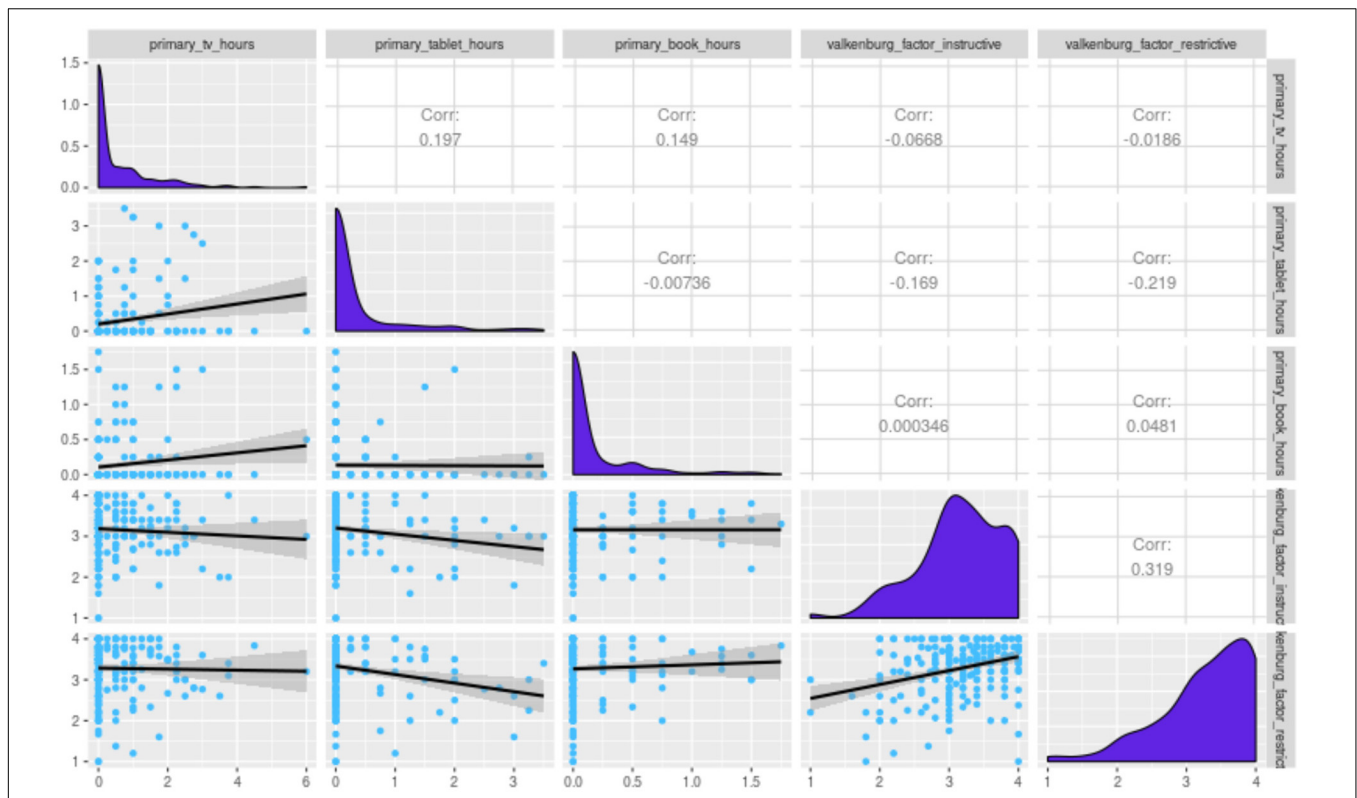 primary_tv_hours
primary_tablet_hours
primary_book_hours
valkenburg_factor_instructive
valkenburg_factor_restrictive
1.5
1.0
0.5
0.0
Corr:
0.197
Corr:
0.149
Corr:
-0.0668
Corr:
-0.0186
primary_tv_hours
3
2
1
0
Corr:
-0.00736
Corr:
-0.169
Corr:
-0.219
primary_tablet_hours
1.5
1.0
0.5
0.0
Corr:
0.000346
Corr:
0.0481
primary_book_hours
4
3
2
1
Corr:
0.319
kenburg_factor_instruc
4
3
2
1
kenburg_factor_restrict
0 2 4 6
0 1 2 3
0.0 0.5 1.0 1.5
1 2 3 4
1 2 3 4